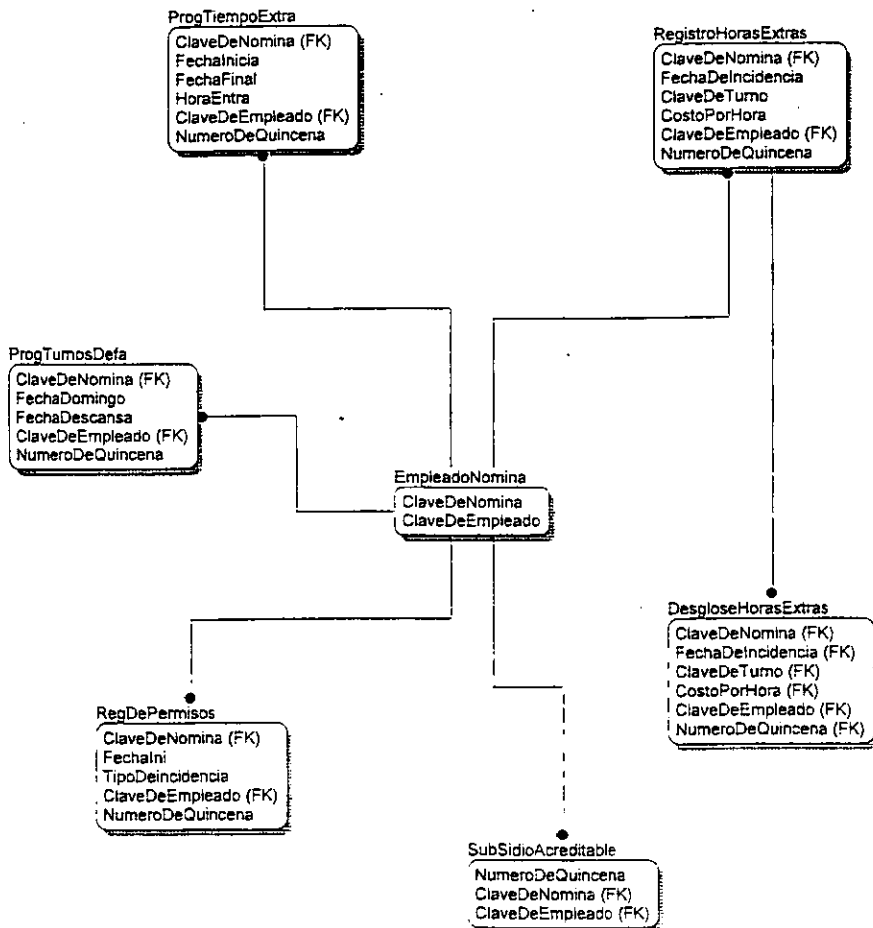 ProgTiempoExtra
ClaveDeNomina (FK)
FechaInicia
FechaFinal
HoraEntra
ClaveDeEmpleado (FK)
NumeroDeQuincena
RegistroHorasExtras
ClaveDeNomina (FK)
FechaDeIncidencia
ClaveDeTurno
CostoPorHora
ClaveDeEmpleado (FK)
NumeroDeQuincena
ProgTurnosDefa
ClaveDeNomina (FK)
FechaDomingo
FechaDescansa
ClaveDeEmpleado (FK)
NumeroDeQuincena
EmpleadoNomina
ClaveDeNomina
ClaveDeEmpleado
DesgloseHorasExtras
ClaveDeNomina (FK)
FechaDeIncidencia (FK)
ClaveDeTurno (FK)
CostoPorHora (FK)
ClaveDeEmpleado (FK)
NumeroDeQuincena (FK)
RegDePermisos
ClaveDeNomina (FK)
FechaIni
TipoDeIncidencia
ClaveDeEmpleado (FK)
NumeroDeQuincena
SubSidioAcreditable
NumeroDeQuincena
ClaveDeNomina (FK)
ClaveDeEmpleado (FK)